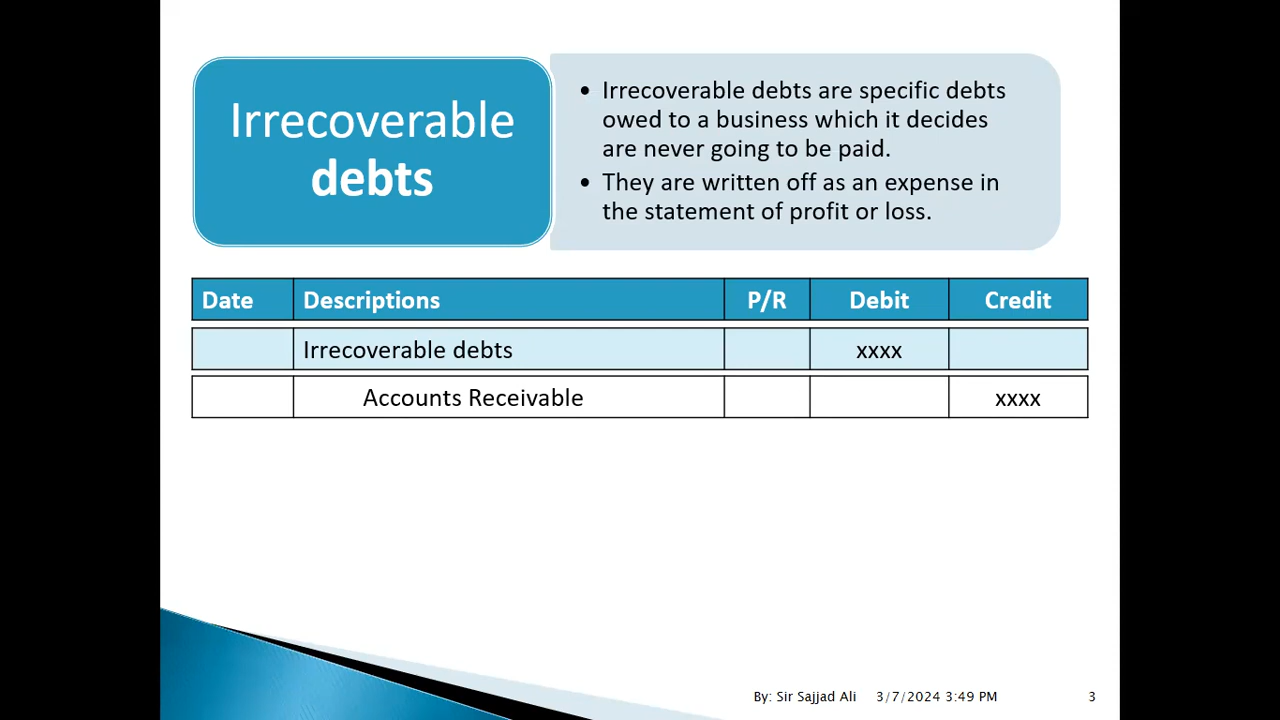 Irrecoverable
debts
• Irrecoverable debts are specific debts
owed to a business which it decides
are never going to be paid.
• They are written off as an expense in
the statement of profit or loss.
Date Descriptions P/R Debit Credit
Irrecoverable debts xxxx
Accounts Receivable xxxx
By: Sir Sajjad Ali 3/7/2024 3:49 PM 3